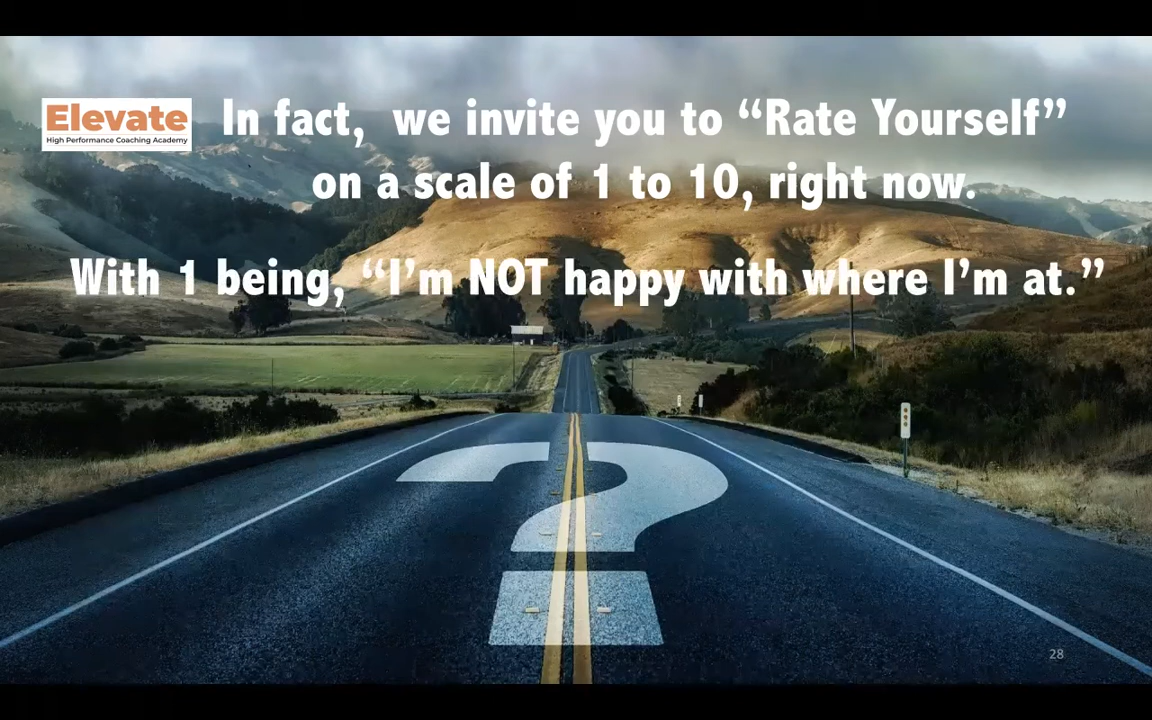 Elevate
High Performance Coaching Academy
In fact,  we invite you to “Rate Yourself”
on a scale of 1 to 10, right now.
With 1 being, “I’m NOT happy with where I’m at.”
?
28